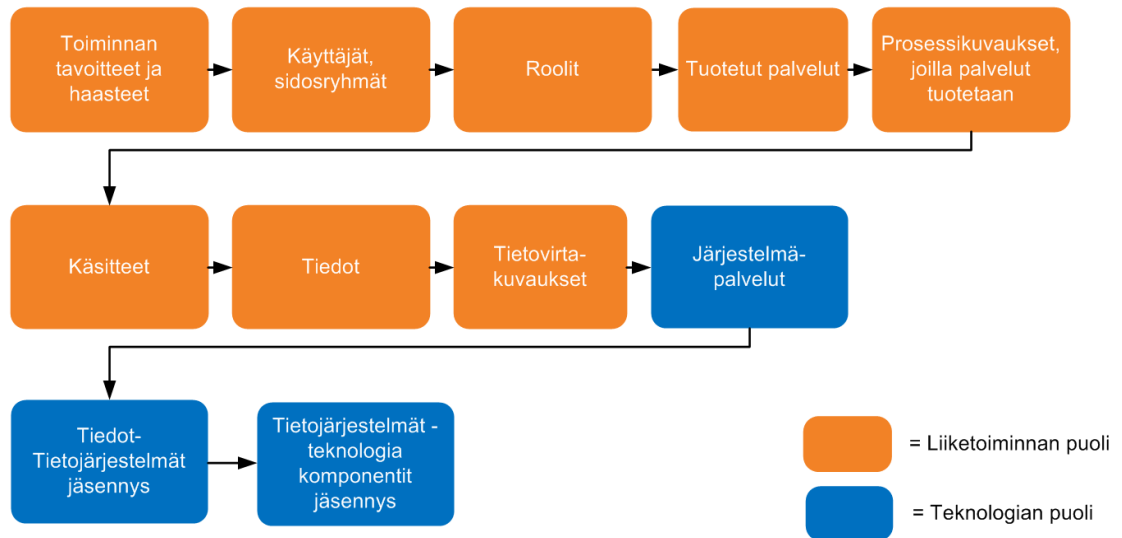 Toiminnan
tavoitteet ja
haasteet
Käyttäjät,
sidosryhmät
Roolit
Tuotetut palvelut
Prosessikuvaukset,
joilla palvelut
tuotetaan
Käsitteet
Tiedot
Tietovirta-
kuvaukset
Järjestelmä-
palvelut
Tiedot-
Tietojärjestelmät
jäsennys
Tietojärjestelmät -
teknologia
komponentit
jäsennys
= Liiketoiminnan puoli
= Teknologian puoli